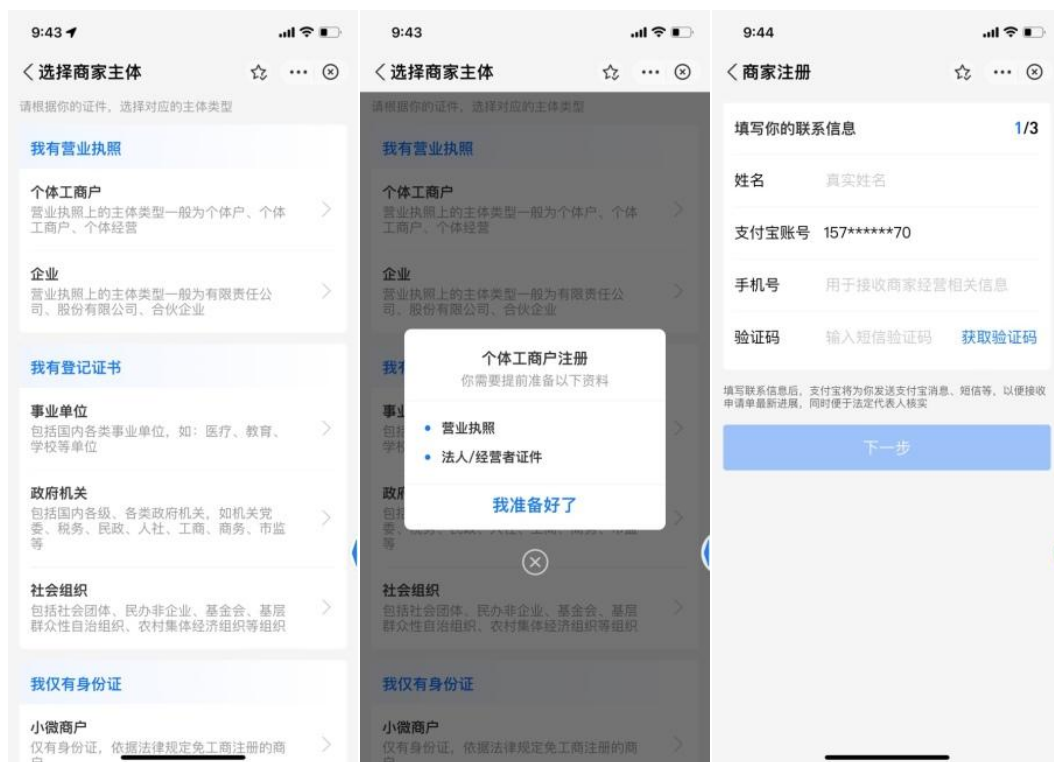 9:43
选择商家主体
请根据你的证件，选择对应的主体类型
我有营业执照
个体工商户
营业执照上的主体类型一般为个体户、个体
工商户、个体经营
企业
营业执照上的主体类型一般为有限责任公
司、股份有限公司、合伙企业
我有登记证书
事业单位
包括国内各类事业单位，如：医疗、教育、
学校等单位
政府机关
包括国内各级、各类政府机关，如机关党
委、税务、民政、人社、工商、商务、市监
等
社会组织
包括社会团体、民办非企业、基金会、基层
群众性自治组织、农村集体经济组织等组织
我仅有身份证
小微商户
仅有身份证，依据法律规定免工商注册的商
9:43
选择商家主体
请根据你的证件，选择对应的主体类型
我有营业执照
个体工商户
营业执照上的主体类型一般为个体户、个体
工商户、个体经营
企业
营业执照上的主体类型一般为有限责任公
司、股份有限公司、合伙企业
个体工商户注册
你需要提前准备以下资料
营业执照
法人/经营者证件
我准备好了
等
社会组织
包括社会团体、民办非企业、基金会、基层
群众性自治组织、农村集体经济组织等组织
我仅有身份证
小微商户
仅有身份证，依据法律规定免工商注册的商
9:44
商家注册
填写你的联系信息 1/3
姓名 真实姓名
支付宝账号 157******70
手机号 用于接收商家经营相关信息
验证码 输入短信验证码 获取验证码
填写联系信息后，支付宝将为你发送支付宝消息、短信等，以便接收
申请单最新进展，同时便于法定代表人核实
下一步